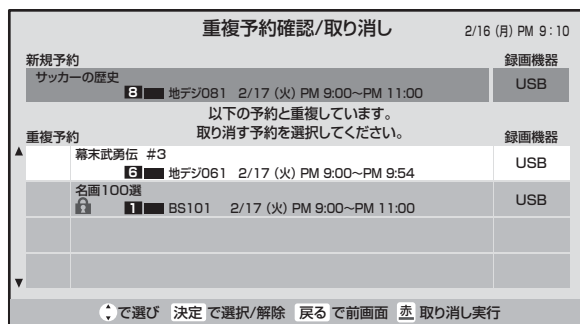 重複予約確認/取り消し 2/16 (月) PM 9:10
新規予約 録画機器
サッカーの歴史
8 地デジ081 2/17 (火) PM 9:00~PM 11:00 USB
以下の予約と重複しています。
取り消す予約を選択してください。
重複予約 録画機器
幕末武勇伝 #3
6 地デジ061 2/17 (火) PM 9:00~PM 9:54 USB
名画100選
1 BS101 2/17 (火) PM 9:00~PM 11:00 USB
で選び 決定 で選択/解除 戻る で前画面 赤 取り消し実行